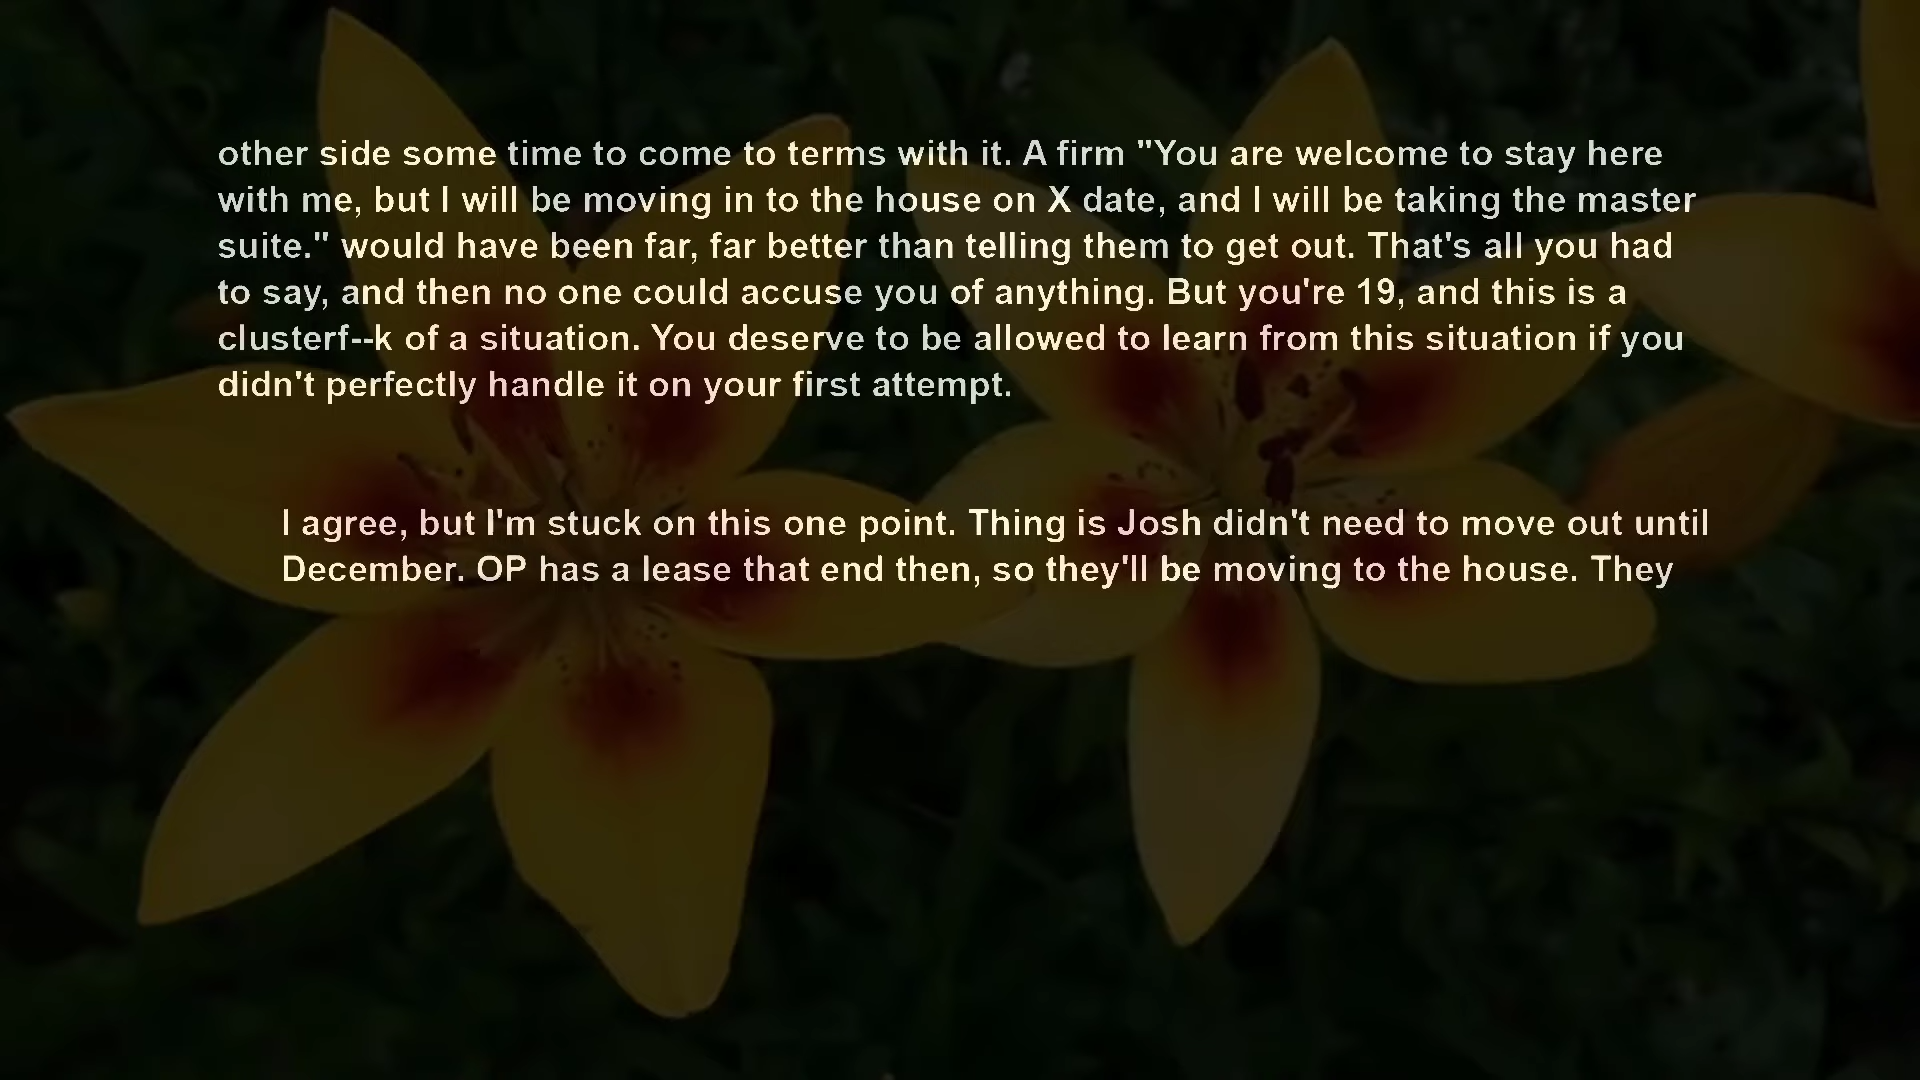 other side some time to come to terms with it. A firm "You are welcome to stay here
with me, but I will be moving in to the house on X date, and I will be taking the master
suite." would have been far, far better than telling them to get out. That's all you had
to say, and then no one could accuse you of anything. But you're 19, and this is a
clusterf--k of a situation. You deserve to be allowed to learn from this situation if you
didn't perfectly handle it on your first attempt.
I agree, but I'm stuck on this one point. Thing is Josh didn't need to move out until
December. OP has a lease that end then, so they'll be moving to the house. They